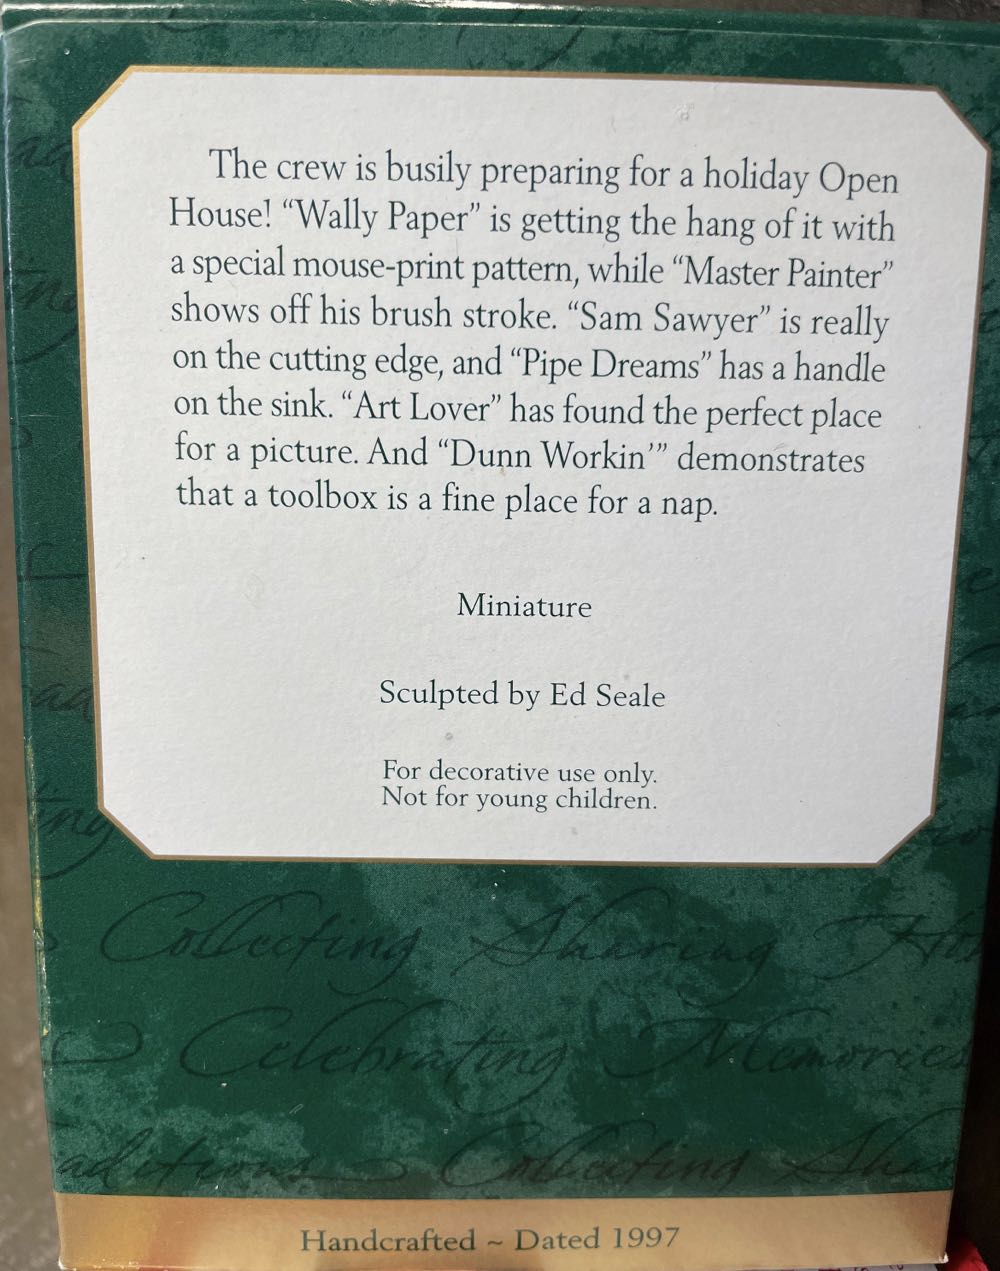 The crew is busily preparing for a holiday Open
House! “Wally Paper” is getting the hang of it with
a special mouse-print pattern, while “Master Painter”
shows off his brush stroke. “Sam Sawyer” is really
on the cutting edge, and “Pipe Dreams” has a handle
on the sink. “Art Lover” has found the perfect place
for a picture. And “Dunn Workin’” demonstrates
that a toolbox is a fine place for a nap.
Miniature
Sculpted by Ed Seale
For decorative use only.
Not for young children.
Collecting Sharing
Celebrating Memories
Collecting
Handcrafted ~ Dated 1997